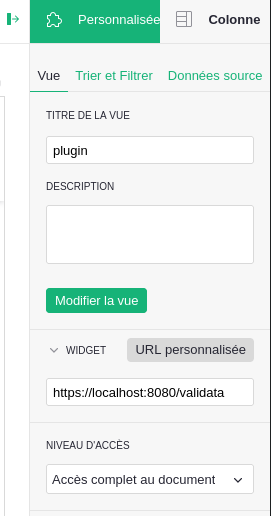 Personnalisée
Colonne
Vue
Trier et Filtrer
Données source
TITRE DE LA VUE
plugin
DESCRIPTION
Modifier la vue
WIDGET
URL personnalisée
https://localhost:8080/validata
NIVEAU D'ACCÈS
Accès complet au document